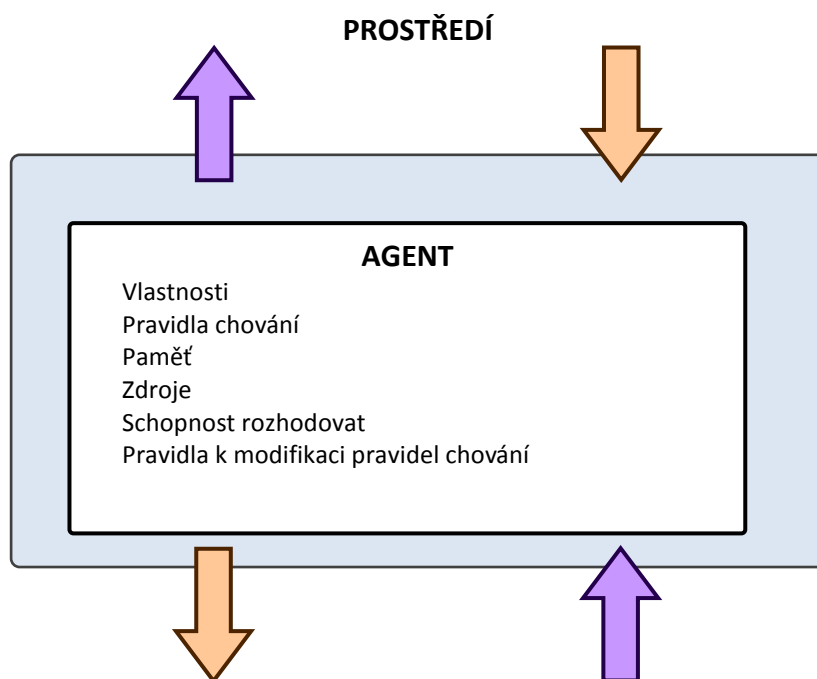 PROSTŘEDÍ
AGENT
Vlastnosti
Pravidla chování
Paměť
Zdroje
Schopnost rozhodovat
Pravidla k modifikaci pravidel chování